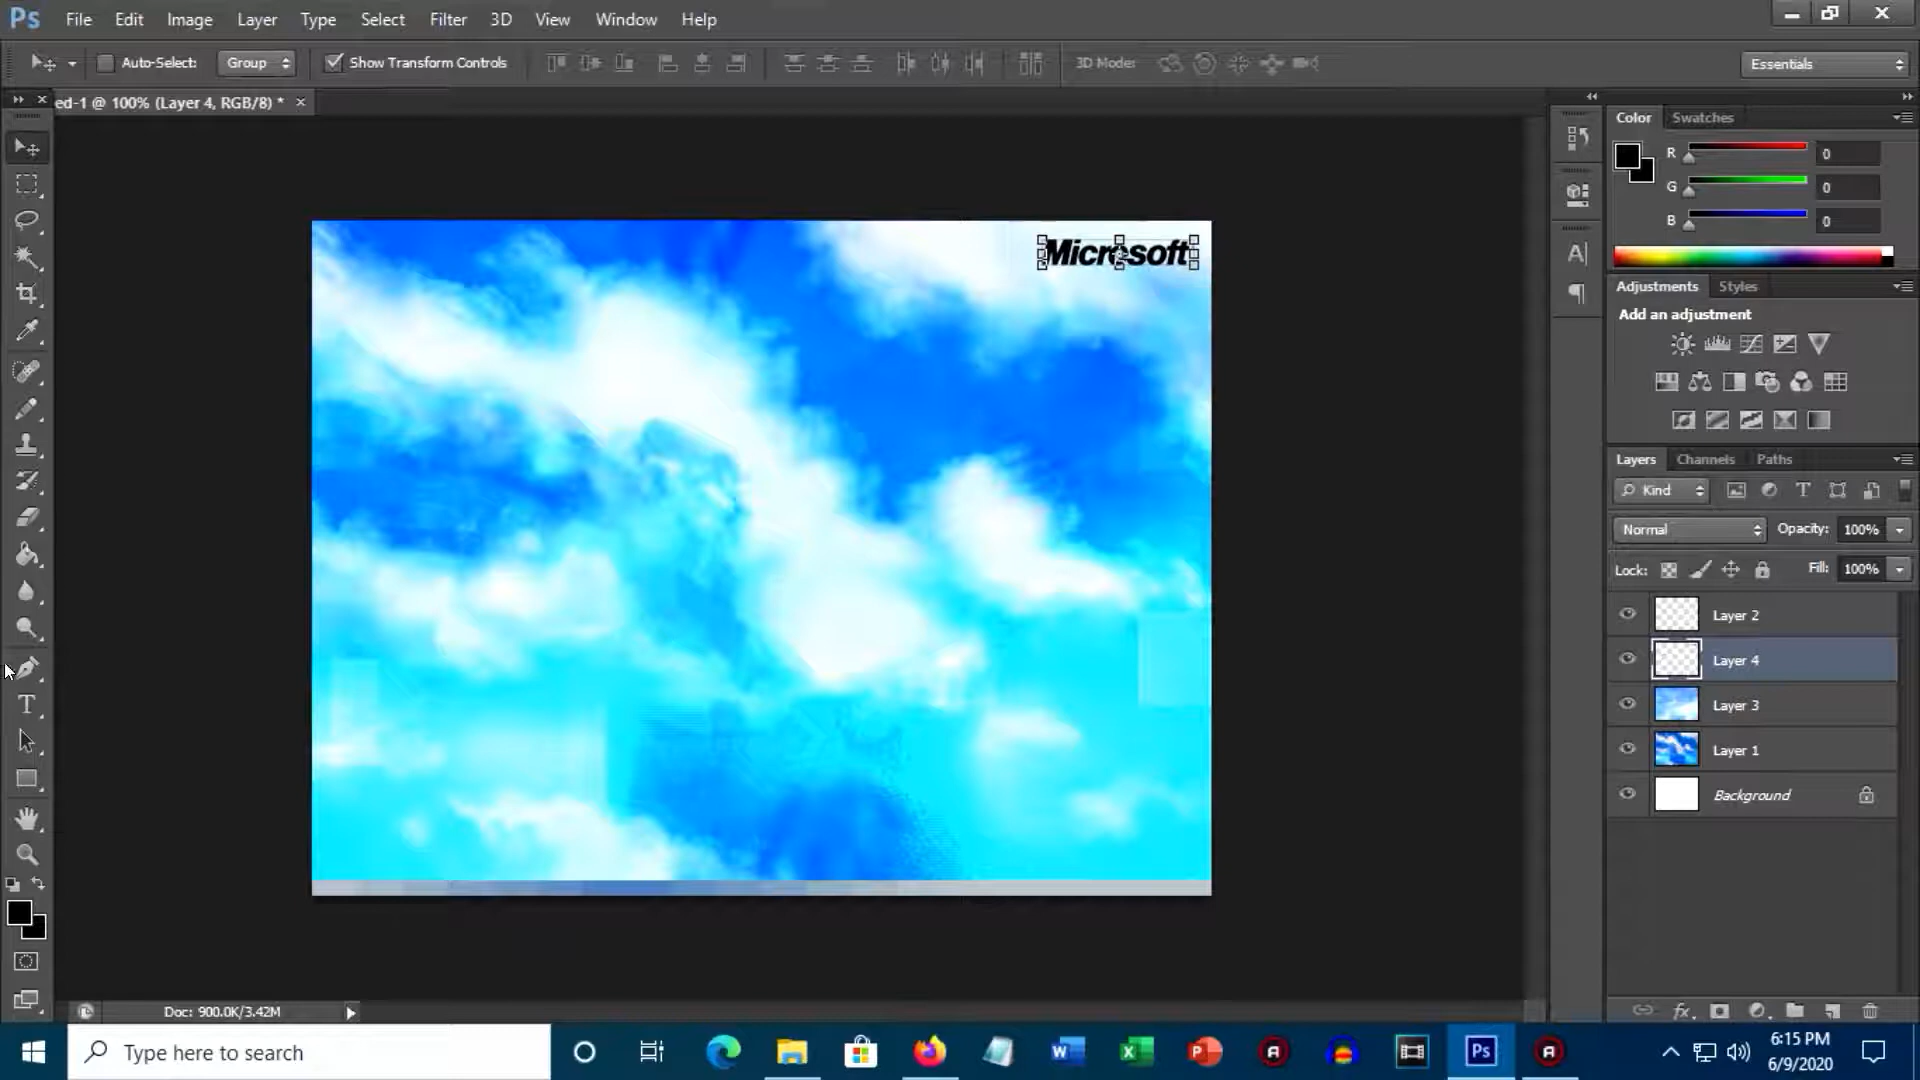 Ps File Edit Image Layer Type Select Filter 3D View Window Help
Auto-Select: Group Show Transform Controls 3D Mode: Essentials
ed-1 @ 100% (Layer 4, RGB/8) *
Color Swatches
R 0
G 0
B 0
Microsoft
Adjustments Styles
Add an adjustment
Layers Channels Paths
Kind
Normal Opacity: 100%
Lock: Fill: 100%
Layer 2
Layer 4
Layer 3
Layer 1
Background
Doc: 900.0K/3.42M
Type here to search
6:15 PM
6/9/2020